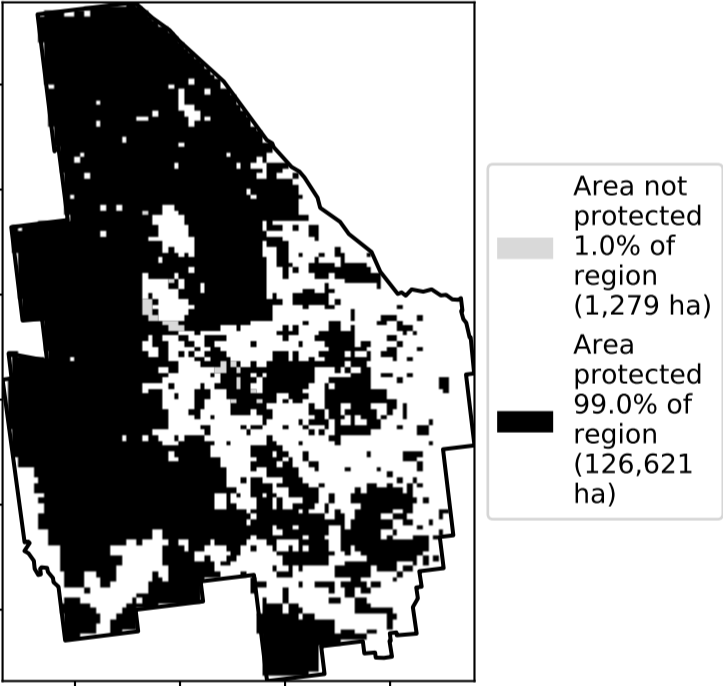 Area not
protected
1.0% of
region
(1,279 ha)
Area
protected
99.0% of
region
(126,621
ha)